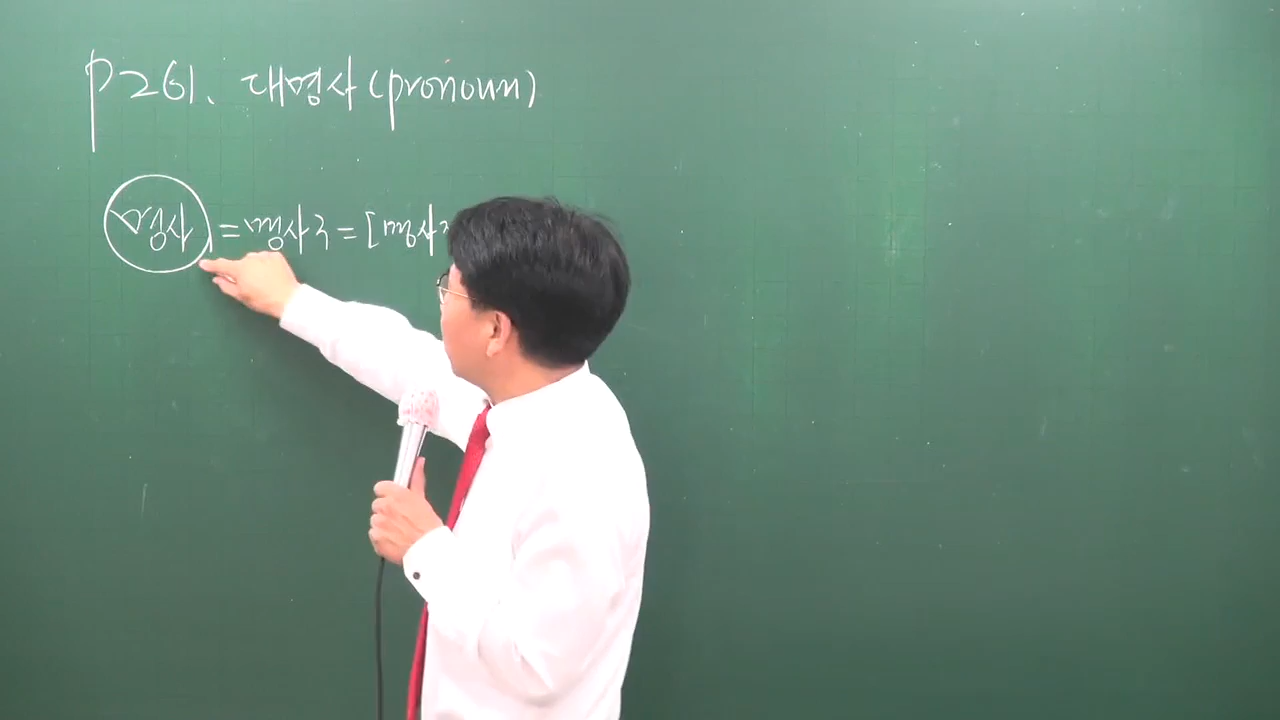 p261. 대명사 (pronoun)
명사 = 명사구 = [명사